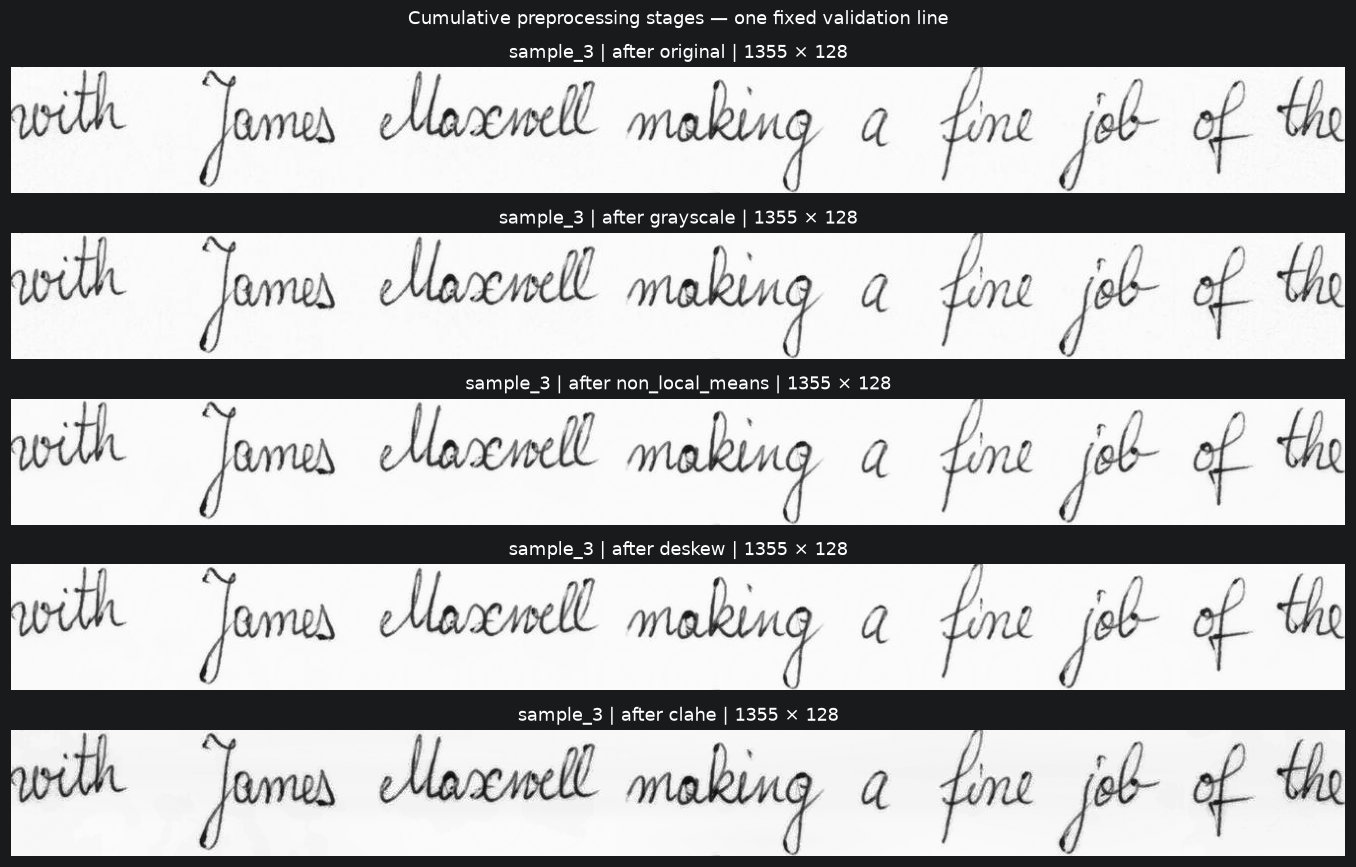 Cumulative preprocessing stages — one fixed validation line
sample_3 | after original | 1355 × 128
with James Maxwell making a fine job of the
sample_3 | after grayscale | 1355 × 128
with James Maxwell making a fine job of the
sample_3 | after non_local_means | 1355 × 128
with James Maxwell making a fine job of the
sample_3 | after deskew | 1355 × 128
with James Maxwell making a fine job of the
sample_3 | after clahe | 1355 × 128
with James Maxwell making a fine job of the